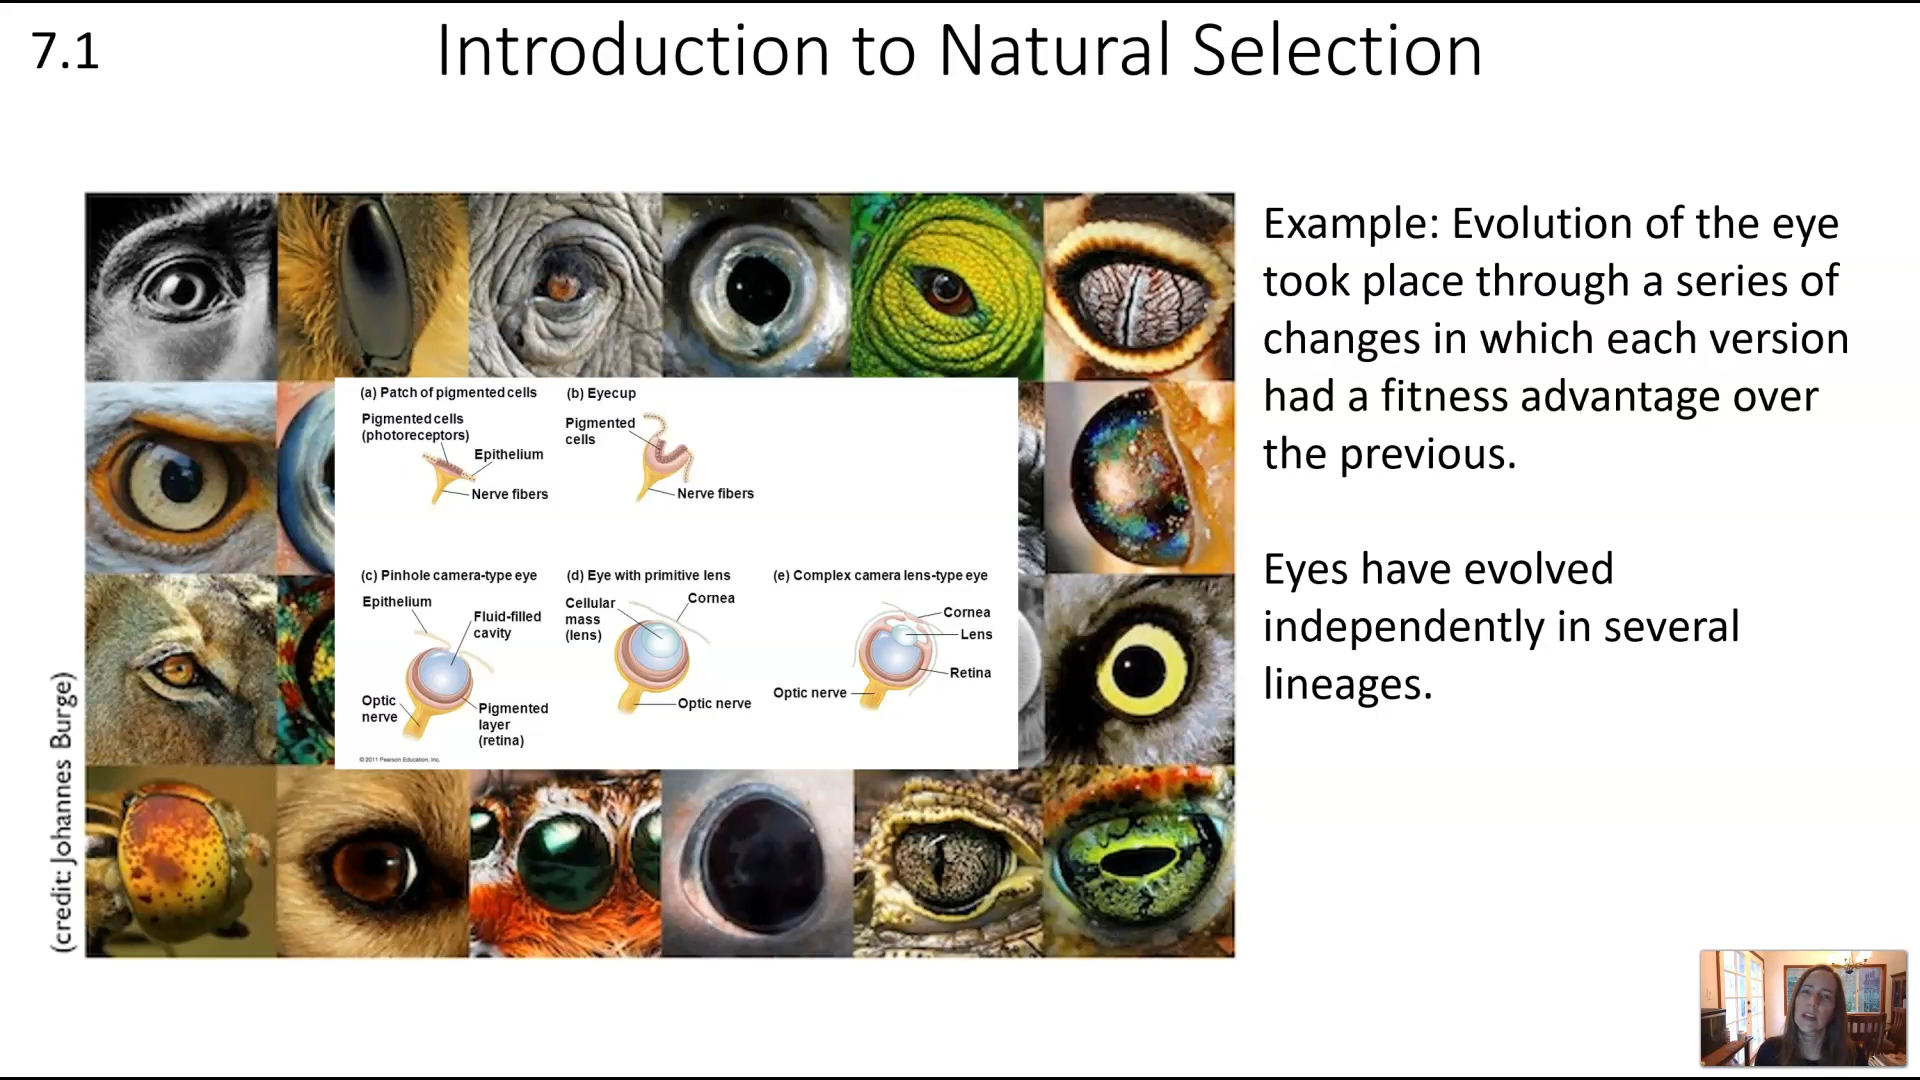 7.1
Introduction to Natural Selection
Example: Evolution of the eye
took place through a series of
changes in which each version
had a fitness advantage over
the previous.
Eyes have evolved
independently in several
lineages.
(a) Patch of pigmented cells
Pigmented cells
(photoreceptors)
Epithelium
Nerve fibers
(b) Eyecup
Pigmented
cells
Nerve fibers
(c) Pinhole camera-type eye
Epithelium
Fluid-filled
cavity
Optic
nerve
Pigmented
layer
(retina)
(d) Eye with primitive lens
Cellular
mass
(lens)
Cornea
Optic nerve
(e) Complex camera lens-type eye
Cornea
Lens
Retina
Optic nerve
© 2011 Pearson Education, Inc.
(credit: Johannes Burge)